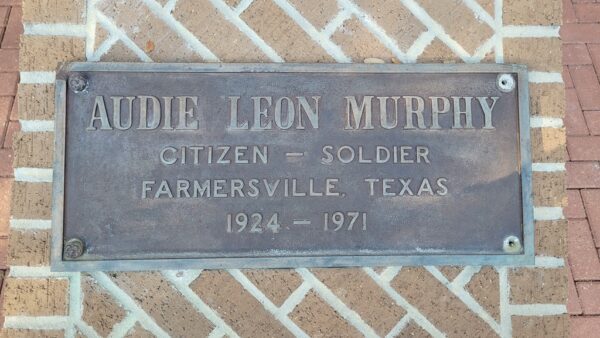 AUDIE LEON MURPHY
CITIZEN – SOLDIER
FARMERSVILLE, TEXAS
1924 – 1971